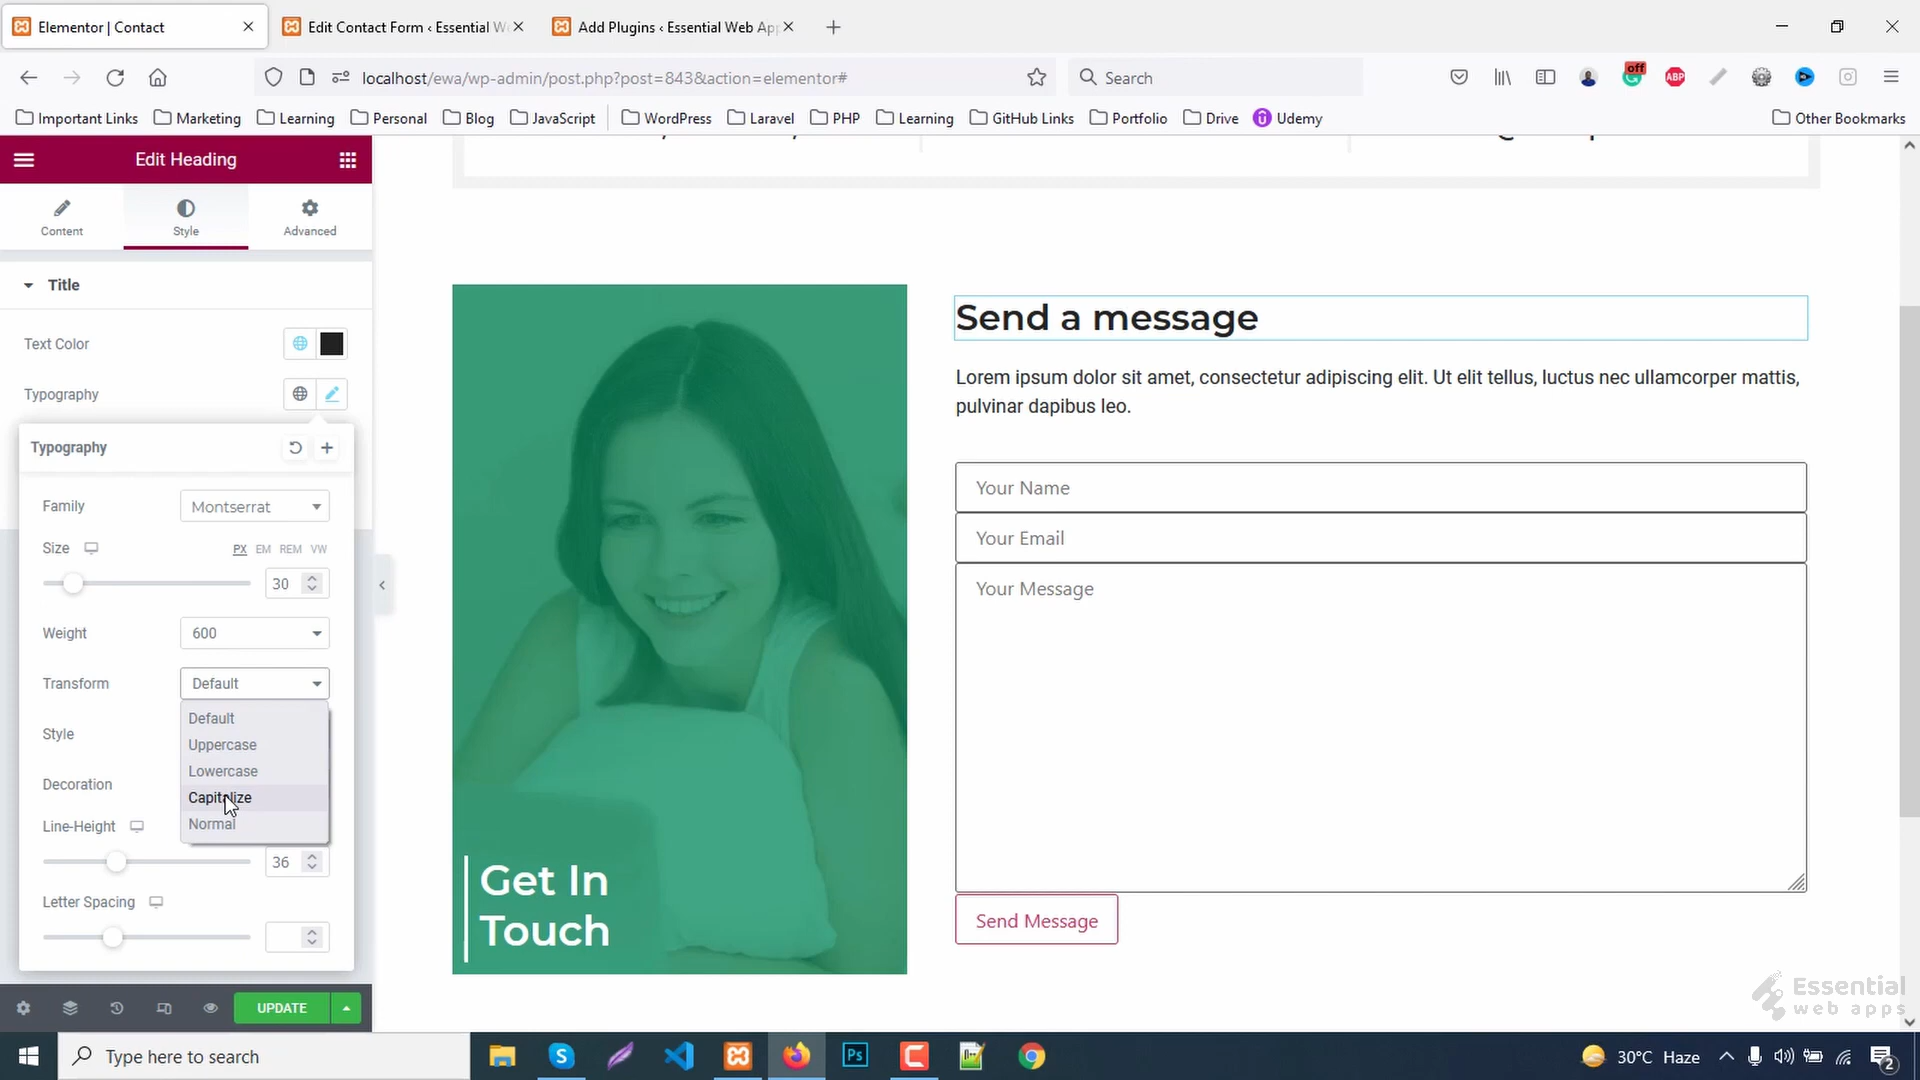 Elementor | Contact
Edit Contact Form ‹ Essential W
Add Plugins ‹ Essential Web App
localhost/ewa/wp-admin/post.php?post=843&action=elementor#
Search
off
ABP
Important Links
Marketing
Learning
Personal
Blog
JavaScript
WordPress
Laravel
PHP
Learning
GitHub Links
Portfolio
Drive
Udemy
Other Bookmarks
Edit Heading
Content
Style
Advanced
Title
Text Color
Typography
Typography
Family
Montserrat
Size
PX EM REM VW
30
Weight
600
Transform
Default
Default
Uppercase
Lowercase
Capitalize
Normal
Style
Decoration
Line-Height
36
Letter Spacing
UPDATE
Send a message
Lorem ipsum dolor sit amet, consectetur adipiscing elit. Ut elit tellus, luctus nec ullamcorper mattis,
pulvinar dapibus leo.
Your Name
Your Email
Your Message
Send Message
Get In
Touch
Essential
web apps
Type here to search
Ps
30°C Haze
2